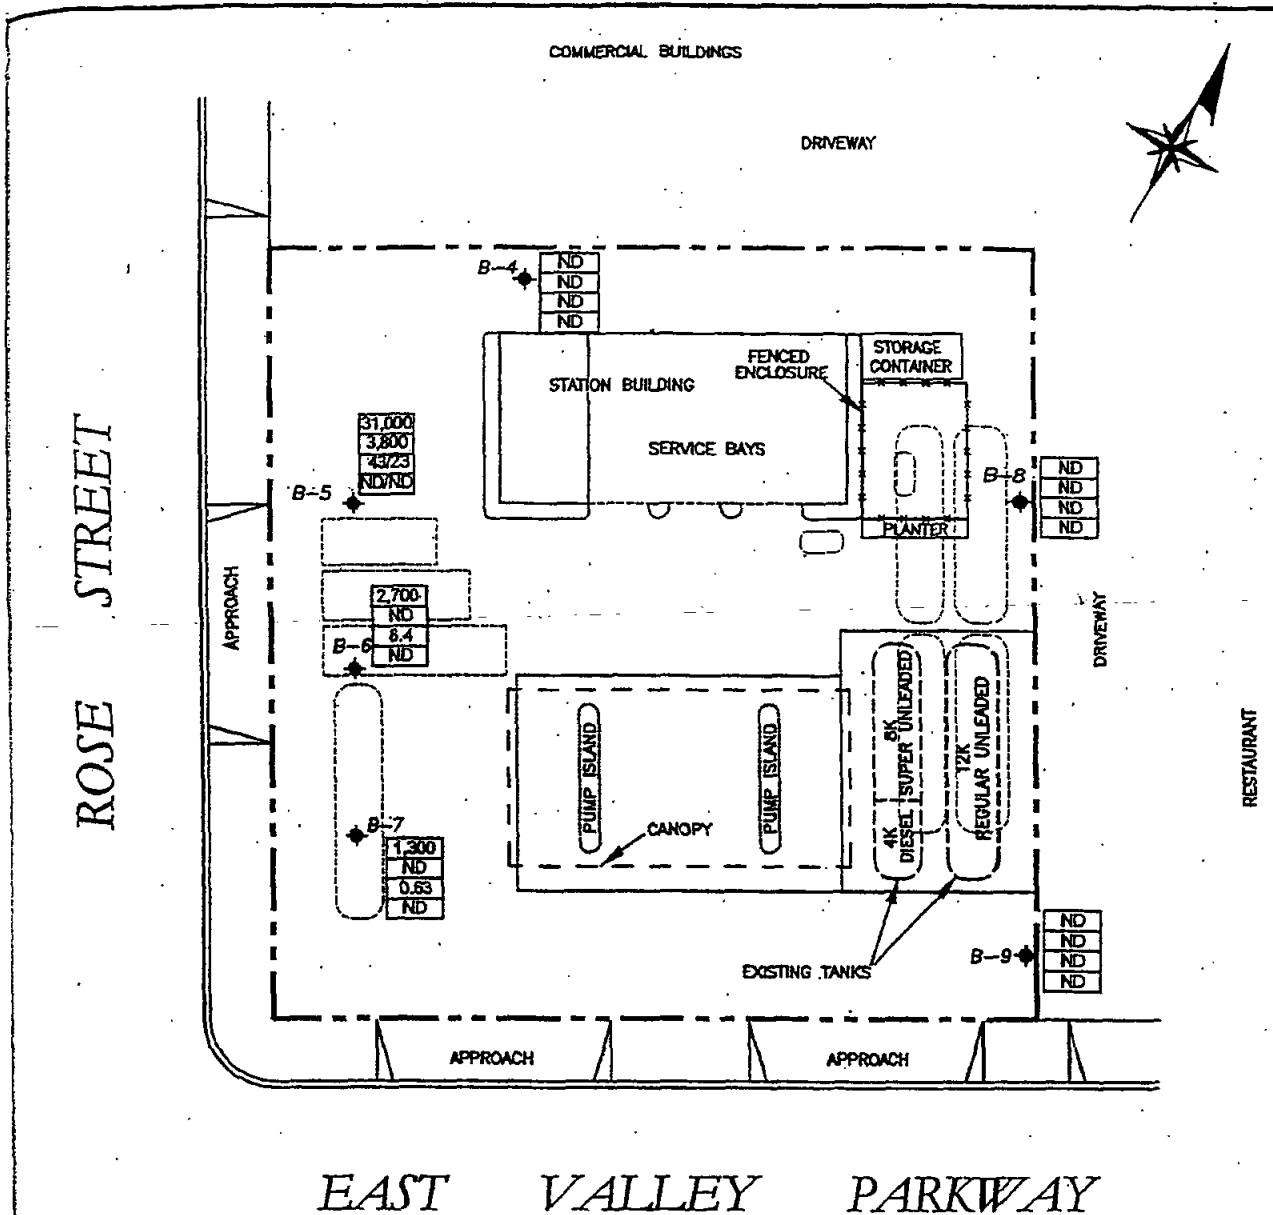 COMMERCIAL BUILDINGS
DRIVEWAY
B-4
ND
ND
ND
ND
STATION BUILDING
SERVICE BAYS
FENCED
ENCLOSURE
STORAGE
CONTAINER
PLANTER
31,000
3,800
43/23
ND/ND
B-5
B-8
ND
ND
ND
ND
ROSE STREET
APPROACH
2,700
ND
8.4
ND
B-6
DRIVEWAY
RESTAURANT
PUMP ISLAND
PUMP ISLAND
CANOPY
8K
SUPER UNLEADED
4K
DIESEL
12K
REGULAR UNLEADED
B-7
1,300
ND
0.63
ND
EXISTING TANKS
B-9
ND
ND
ND
ND
APPROACH
APPROACH
EAST VALLEY PARKWAY